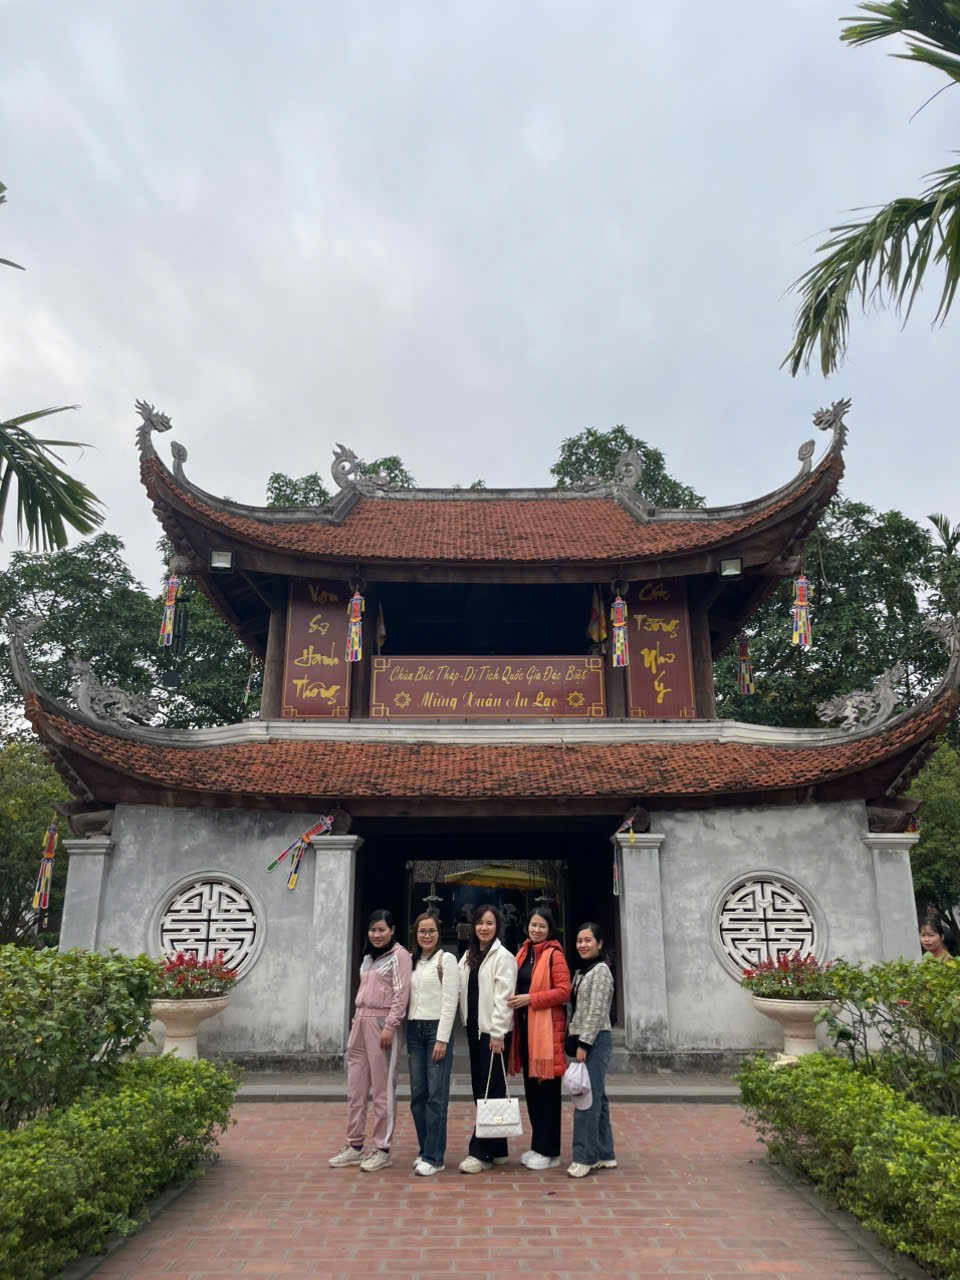 Vạn
Sự
Hanh
Thông
Chùa Bút Tháp - Di Tích Quốc Gia Đặc Biệt
Mừng Xuân An Lạc
Cát
Tường
Như
Ý